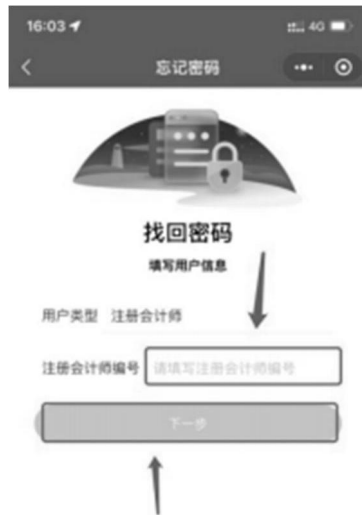 16:03 4G
忘记密码
找回密码
填写用户信息
用户类型 注册会计师
注册会计师编号 请填写注册会计师编号
下一步